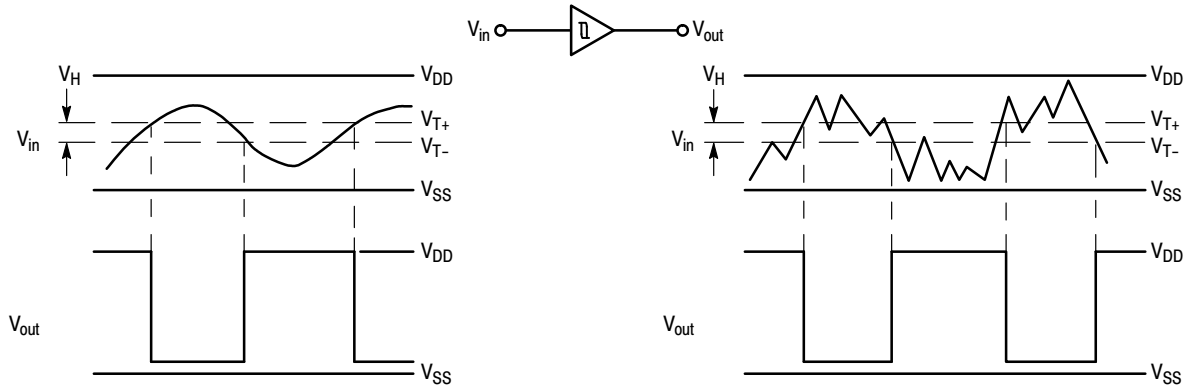 Vin Vout
VH VDD
VT+
Vin VT-
VSS
VDD
Vout
VSS
VH VDD
VT+
Vin VT-
VSS
VDD
Vout
VSS